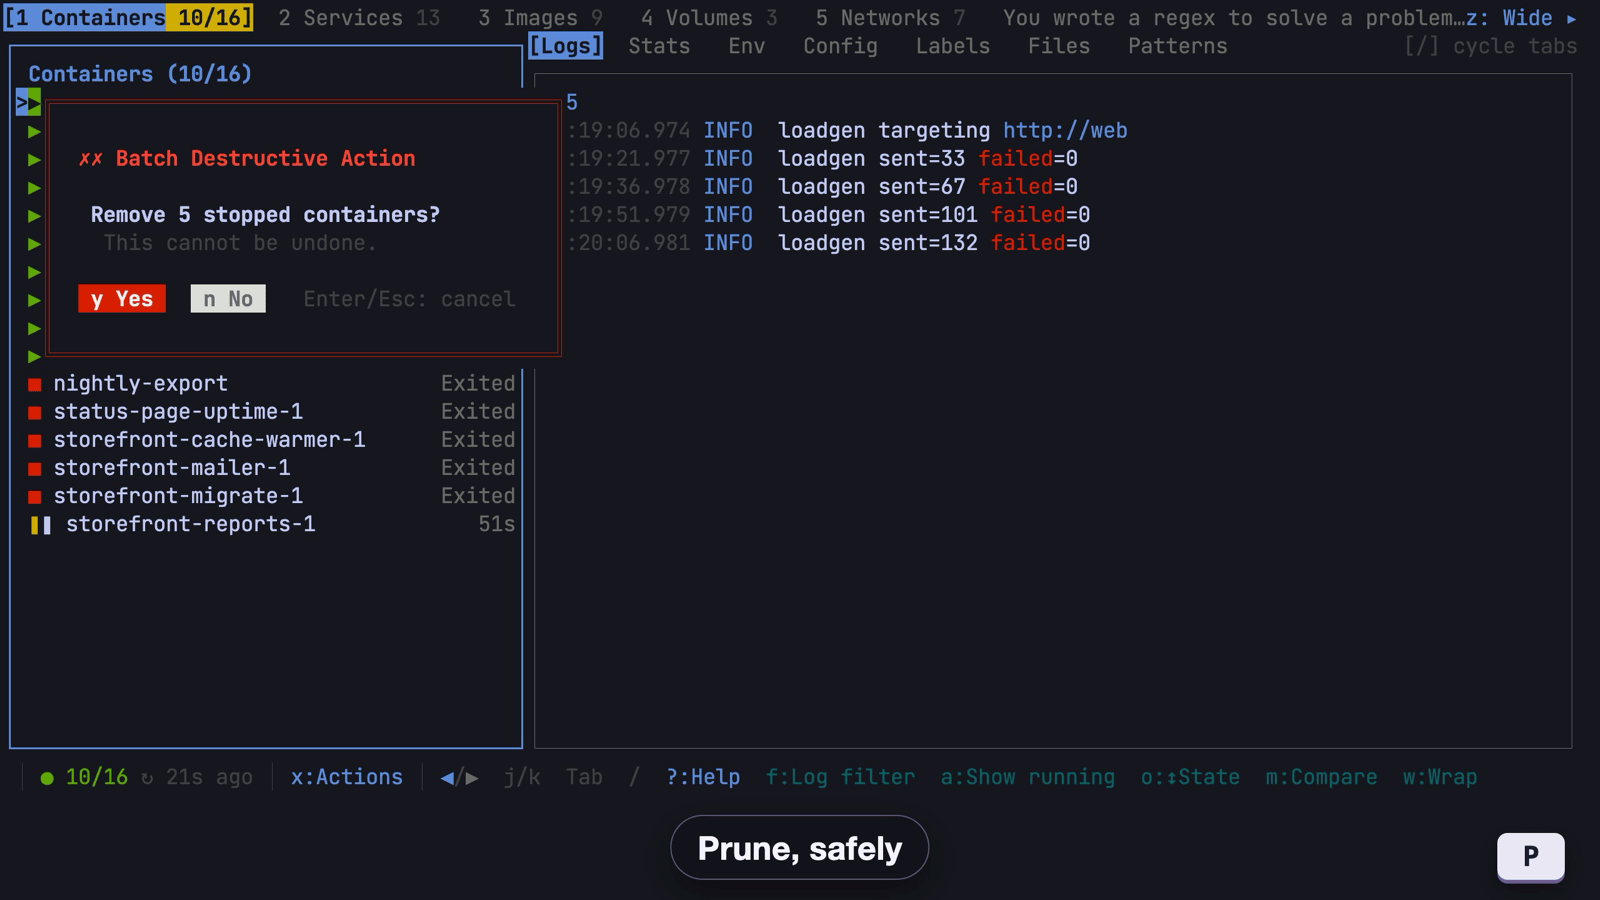 [1 Containers 10/16] 2 Services 13 3 Images 9 4 Volumes 3 5 Networks 7 You wrote a regex to solve a problem…z: Wide ▸
[Logs] Stats Env Config Labels Files Patterns [/] cycle tabs
Containers (10/16)
>▶ 5
▶ :19:06.974 INFO loadgen targeting http://web
▶ ✗✗ Batch Destructive Action :19:21.977 INFO loadgen sent=33 failed=0
▶ :19:36.978 INFO loadgen sent=67 failed=0
▶ Remove 5 stopped containers? :19:51.979 INFO loadgen sent=101 failed=0
▶ This cannot be undone. :20:06.981 INFO loadgen sent=132 failed=0
▶
▶ y Yes n No Enter/Esc: cancel
▶
▶
■ nightly-export Exited
■ status-page-uptime-1 Exited
■ storefront-cache-warmer-1 Exited
■ storefront-mailer-1 Exited
■ storefront-migrate-1 Exited
storefront-reports-1 51s
● 10/16 ↻ 21s ago x:Actions ◀/▶ j/k Tab / ?:Help f:Log filter a:Show running o:↕State m:Compare w:Wrap
Prune, safely
P